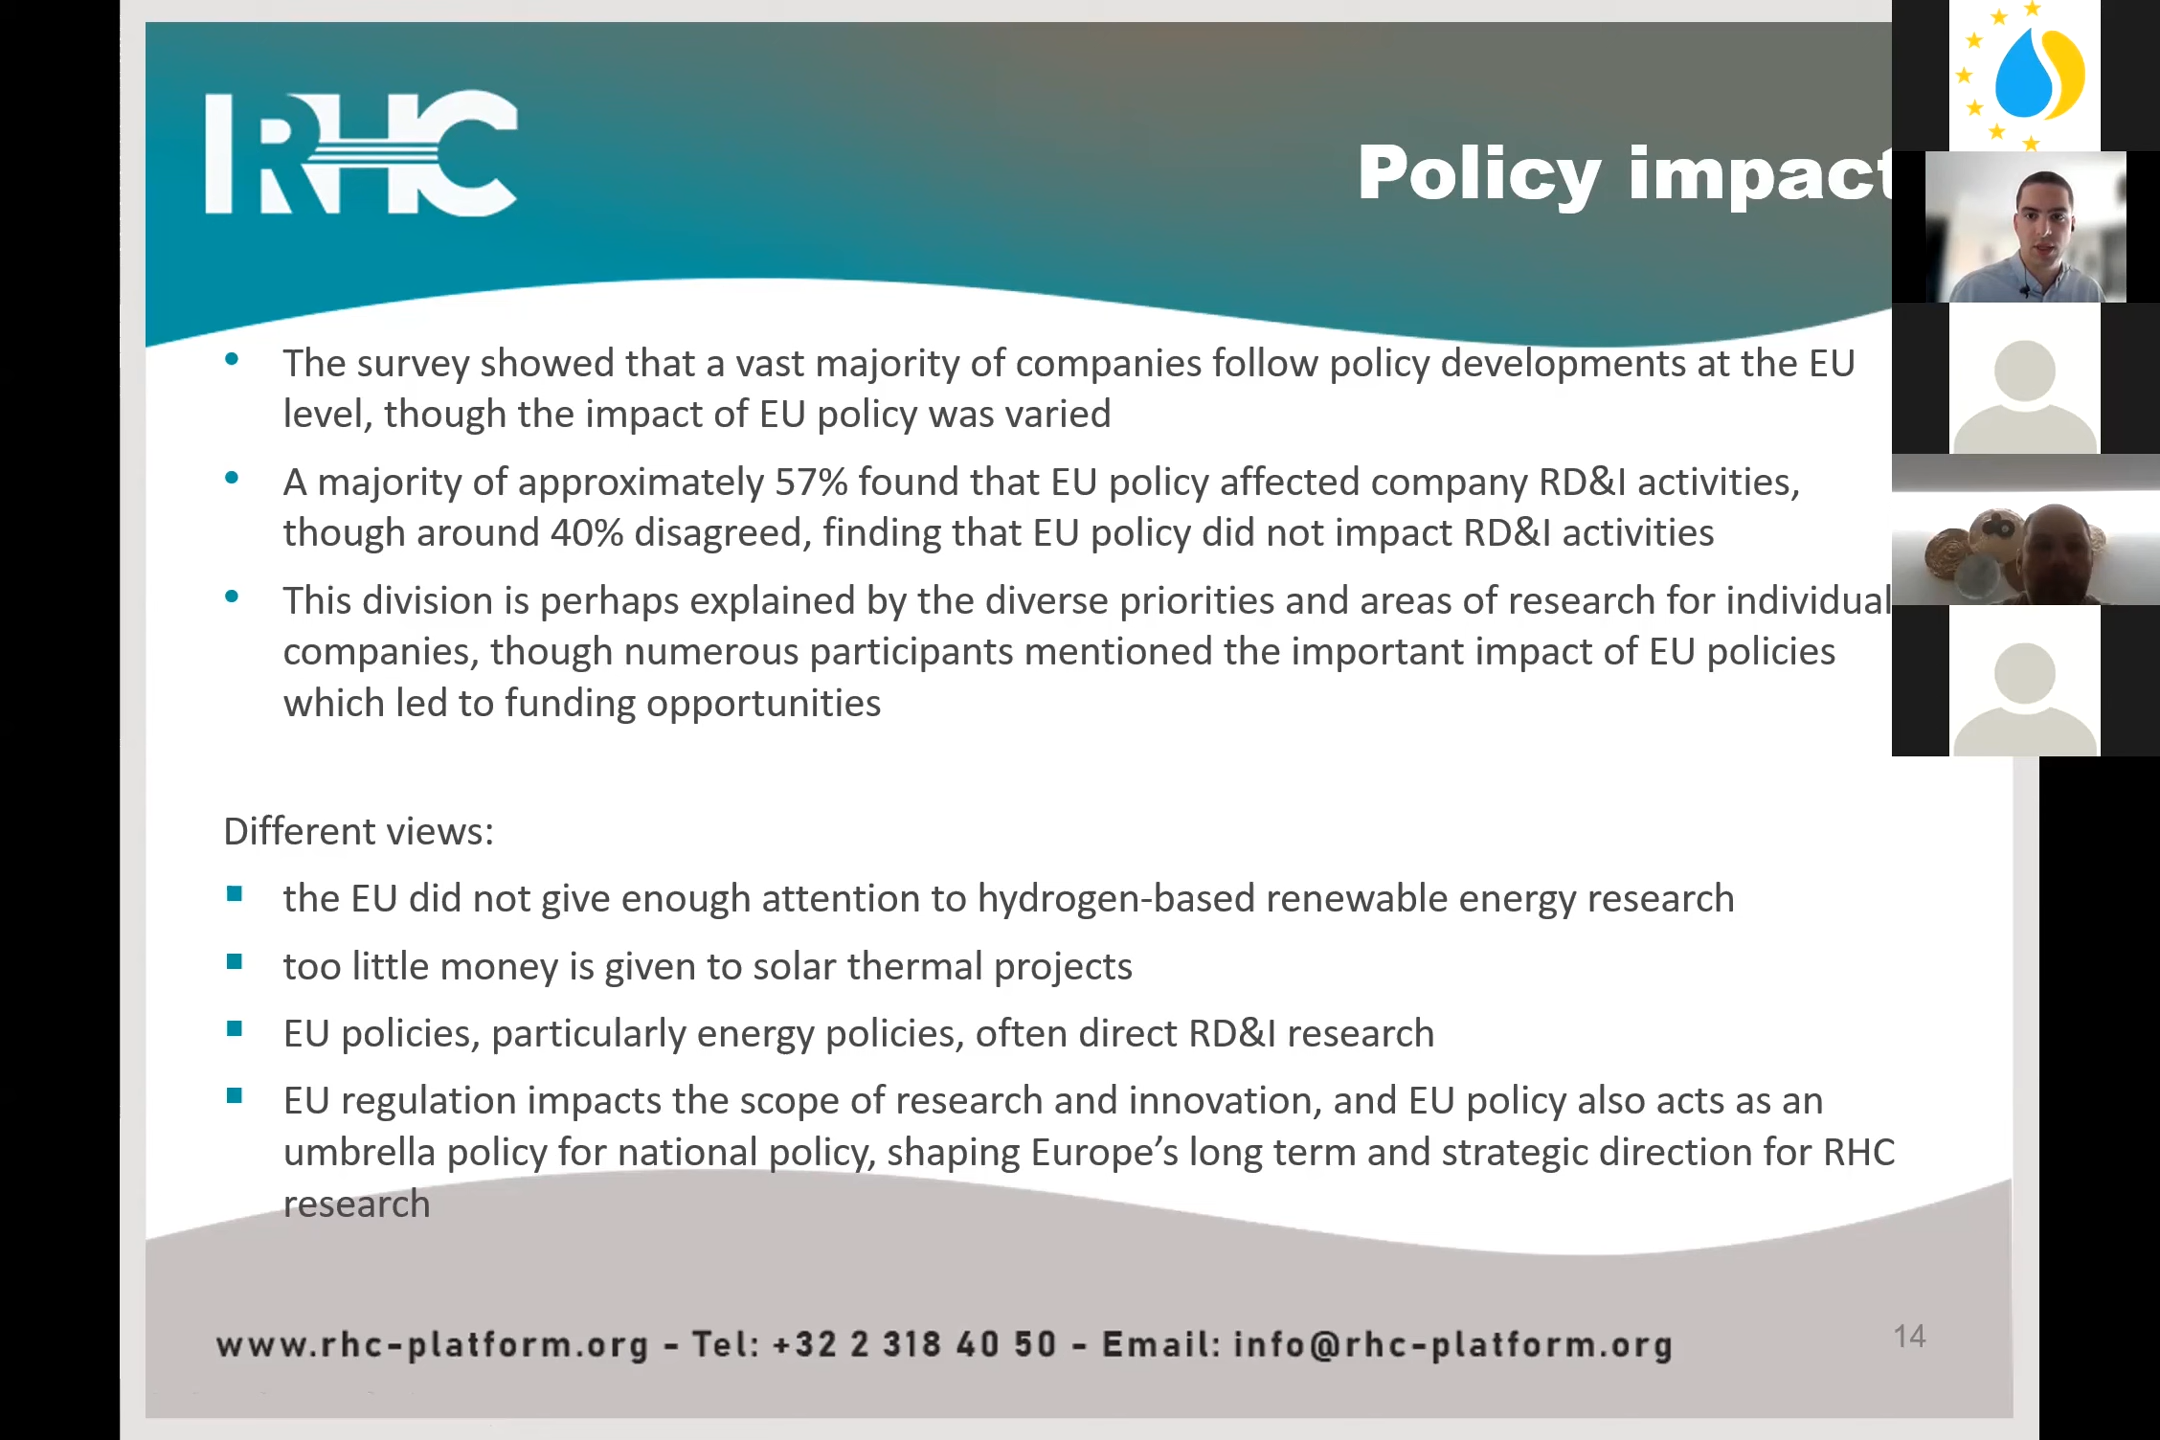 RHC
Policy impact
• The survey showed that a vast majority of companies follow policy developments at the EU
level, though the impact of EU policy was varied
• A majority of approximately 57% found that EU policy affected company RD&I activities,
though around 40% disagreed, finding that EU policy did not impact RD&I activities
• This division is perhaps explained by the diverse priorities and areas of research for individual
companies, though numerous participants mentioned the important impact of EU policies
which led to funding opportunities
Different views:
▪ the EU did not give enough attention to hydrogen-based renewable energy research
▪ too little money is given to solar thermal projects
▪ EU policies, particularly energy policies, often direct RD&I research
▪ EU regulation impacts the scope of research and innovation, and EU policy also acts as an
umbrella policy for national policy, shaping Europe’s long term and strategic direction for RHC
research
www.rhc-platform.org - Tel: +32 2 318 40 50 - Email: info@rhc-platform.org
14